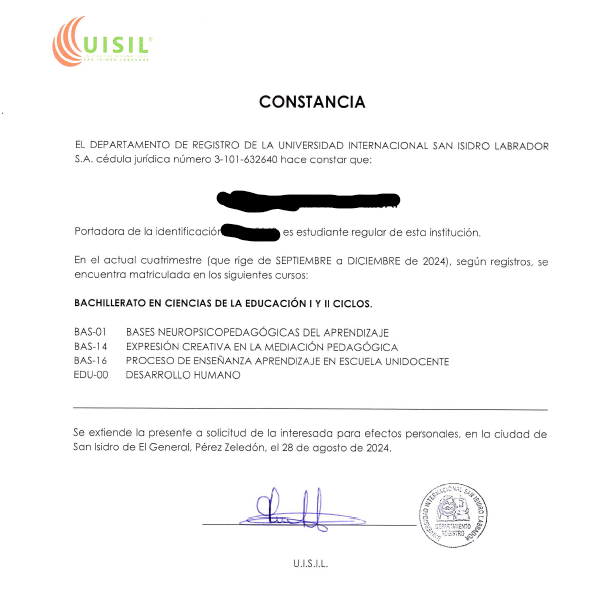 UISIL
CONSTANCIA
EL DEPARTAMENTO DE REGISTRO DE LA UNIVERSIDAD INTERNACIONAL SAN ISIDRO LABRADOR
S.A. cédula jurídica número 3-101-632640 hace constar que:
Portadora de la identificación es estudiante regular de esta institución.
En el actual cuatrimestre (que rige de SEPTIEMBRE a DICIEMBRE de 2024), según registros, se
encuentra matriculada en los siguientes cursos:
BACHILLERATO EN CIENCIAS DE LA EDUCACIÓN I Y II CICLOS.
BAS-01 BASES NEUROPSICOPEDAGÓGICAS DEL APRENDIZAJE
BAS-14 EXPRESIÓN CREATIVA EN LA MEDIACIÓN PEDAGÓGICA
BAS-16 PROCESO DE ENSEÑANZA APRENDIZAJE EN ESCUELA UNIDOCENTE
EDU-00 DESARROLLO HUMANO
Se extiende la presente a solicitud de la interesada para efectos personales, en la ciudad de
San Isidro de El General, Pérez Zeledón, el 28 de agosto de 2024.
UNIVERSIDAD INTERNACIONAL SAN ISIDRO LABRADOR
DEPARTAMENTO
REGISTRO
U.I.S.I.L.